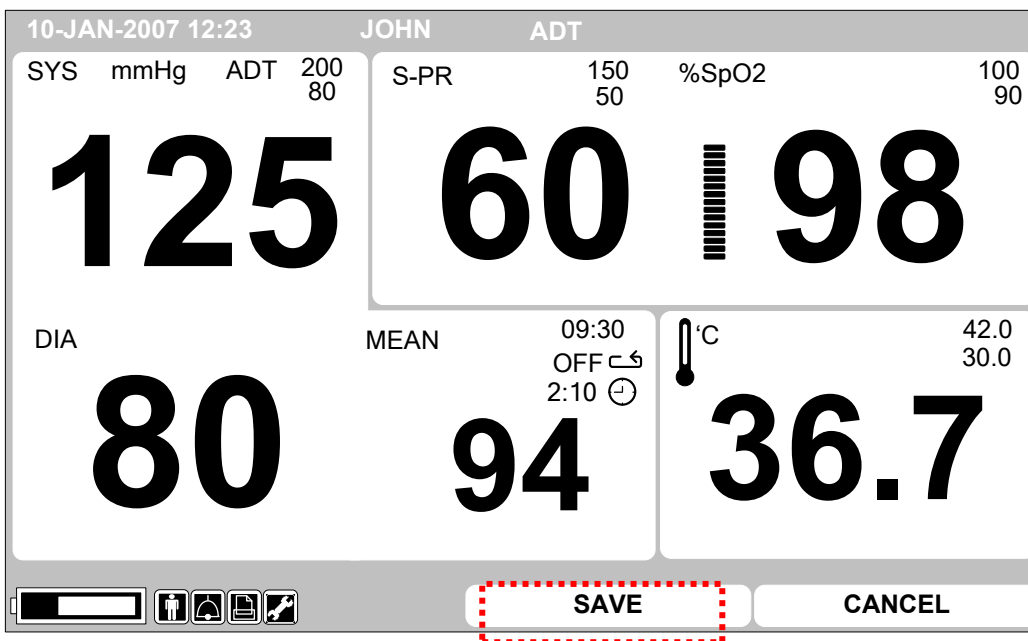 10-JAN-2007 12:23 JOHN ADT
SYS mmHg ADT 200
80
125
S-PR 150
50
60
%SpO2 100
90
98
DIA
80
MEAN 09:30
OFF
2:10
94
‘C 42.0
30.0
36.7
SAVE CANCEL